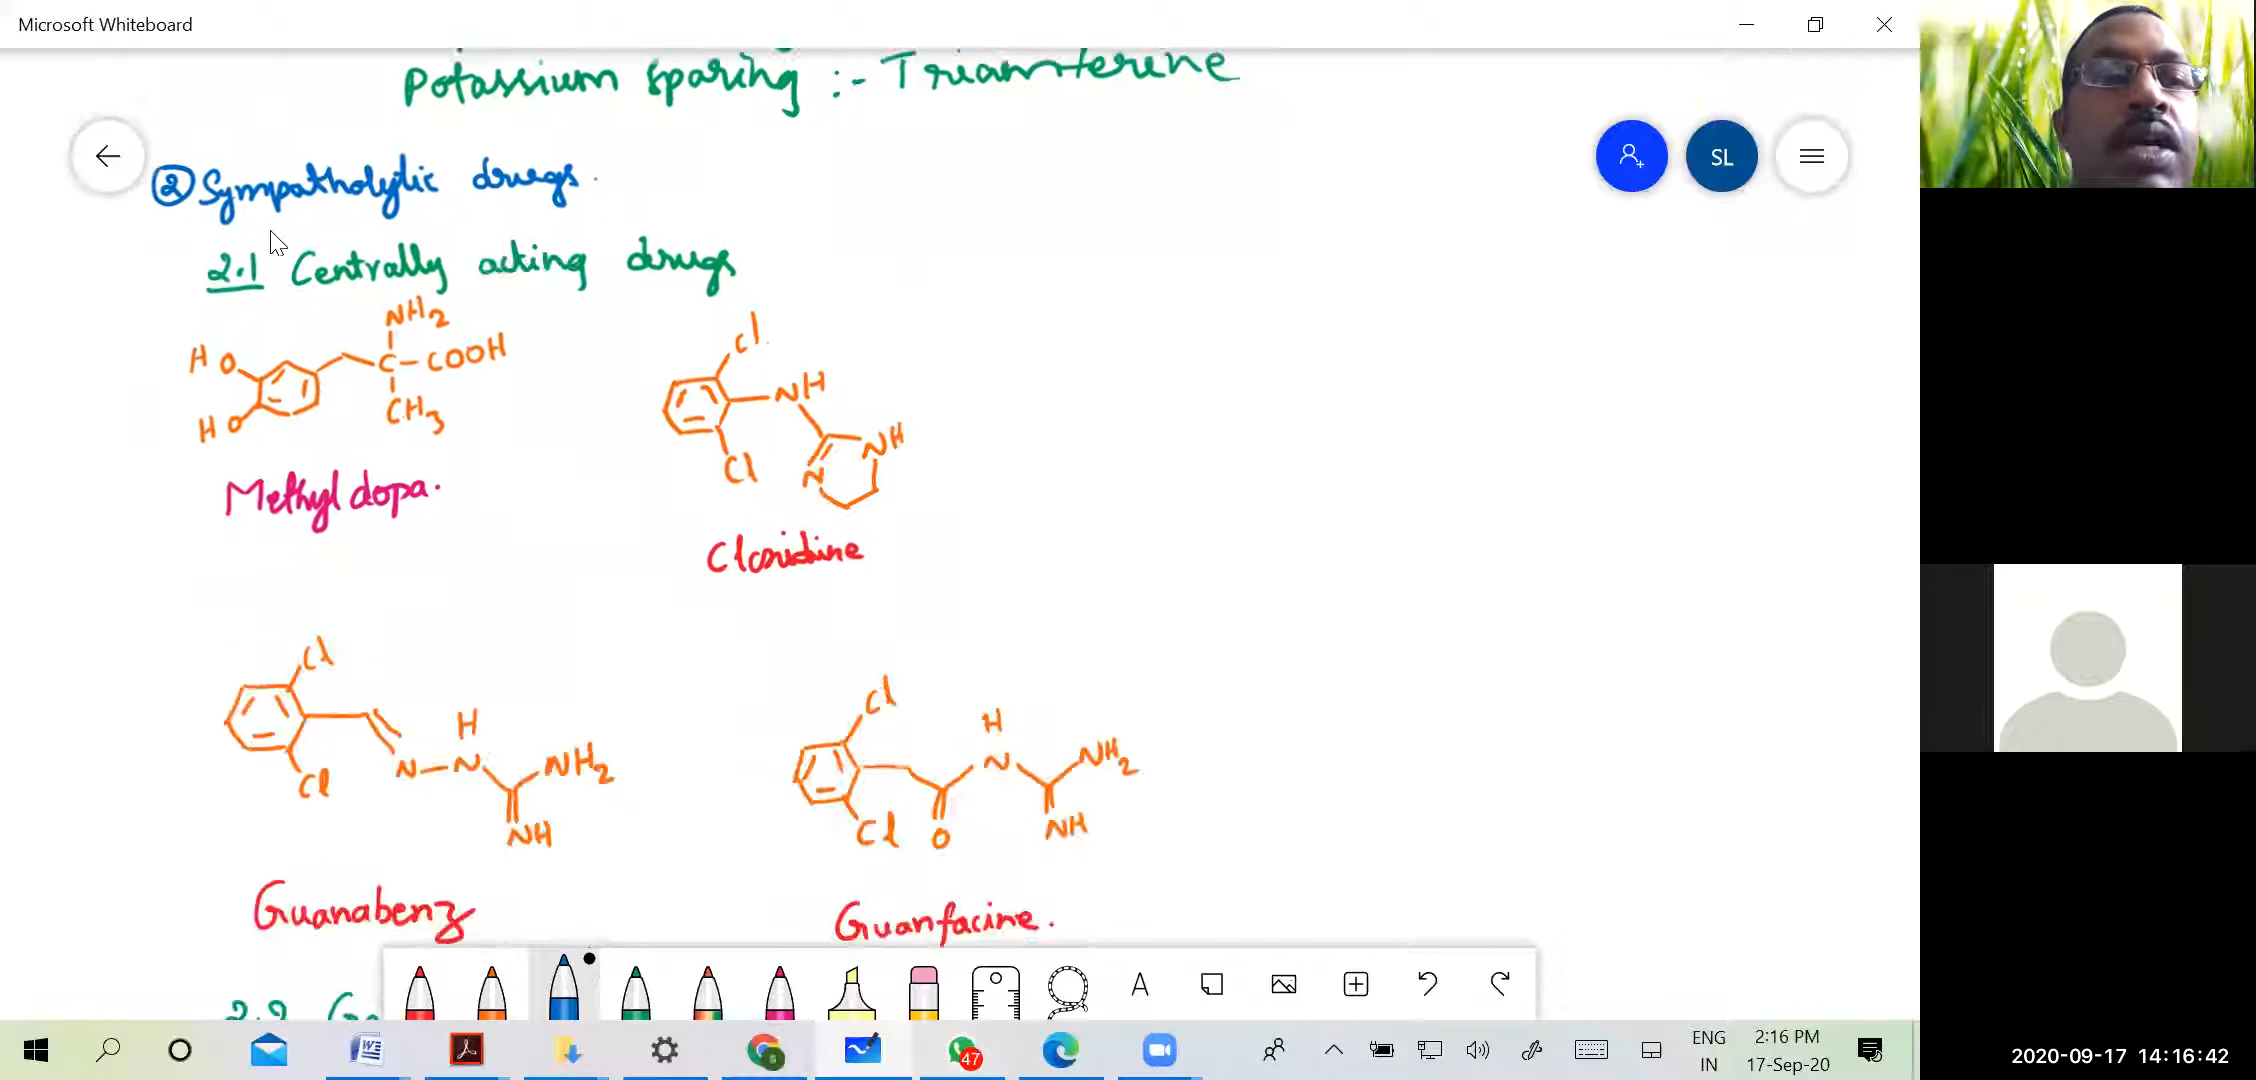 Microsoft Whiteboard
Potassium sparing :- Triamterene
SL
② Sympatholytic drugs.
2.1 Centrally acting drugs
NH2
HO
C - COOH
HO
CH3
Methyl dopa.
Cl
NH
NH
N
Cl
Clonidine
Cl
H
N - N
NH2
Cl
NH
Guanabenz
Cl
H
N
NH2
Cl
O
NH
Guanfacine.
2.2
A
47
ENG
IN
2:16 PM
17-Sep-20
2020-09-17 14:16:42